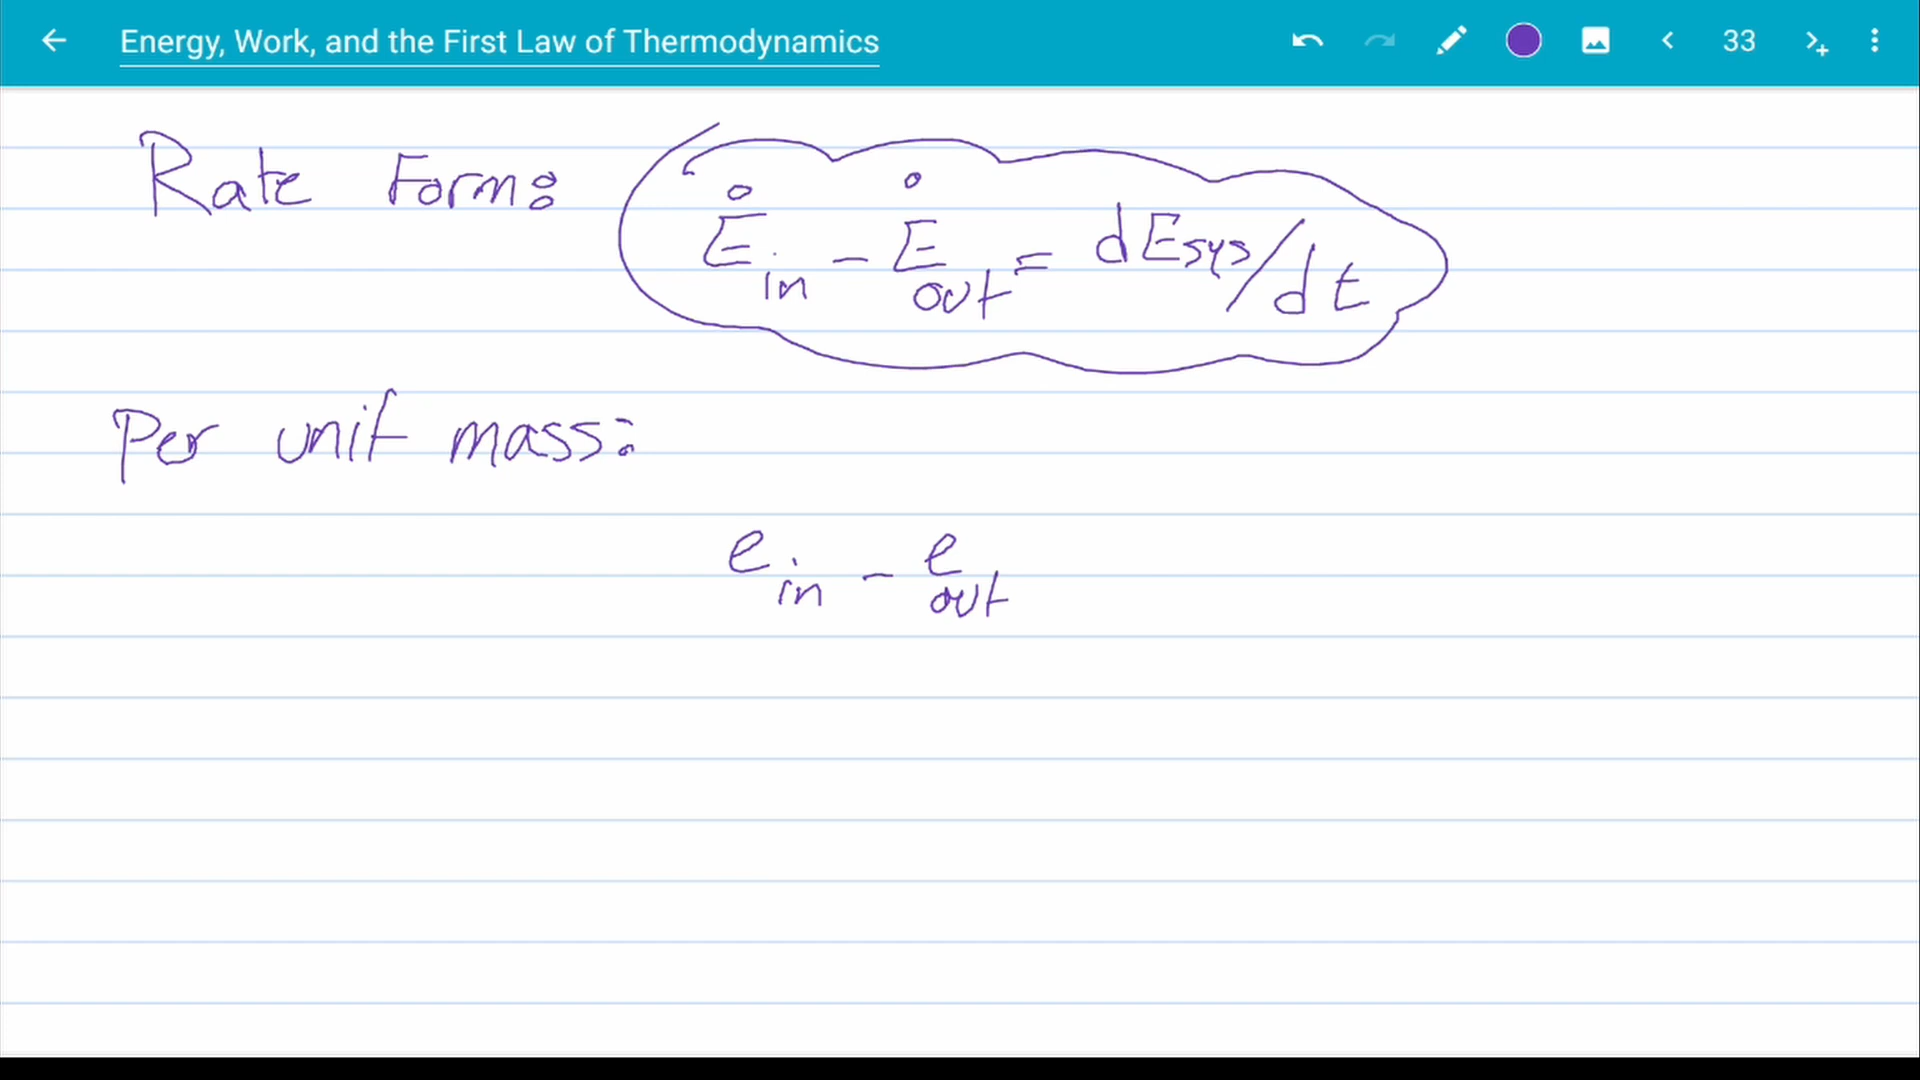 Energy, Work, and the First Law of Thermodynamics 33
Rate Form: Ė in - Ė out = dEsys/dt
Per unit mass:
e in - e out